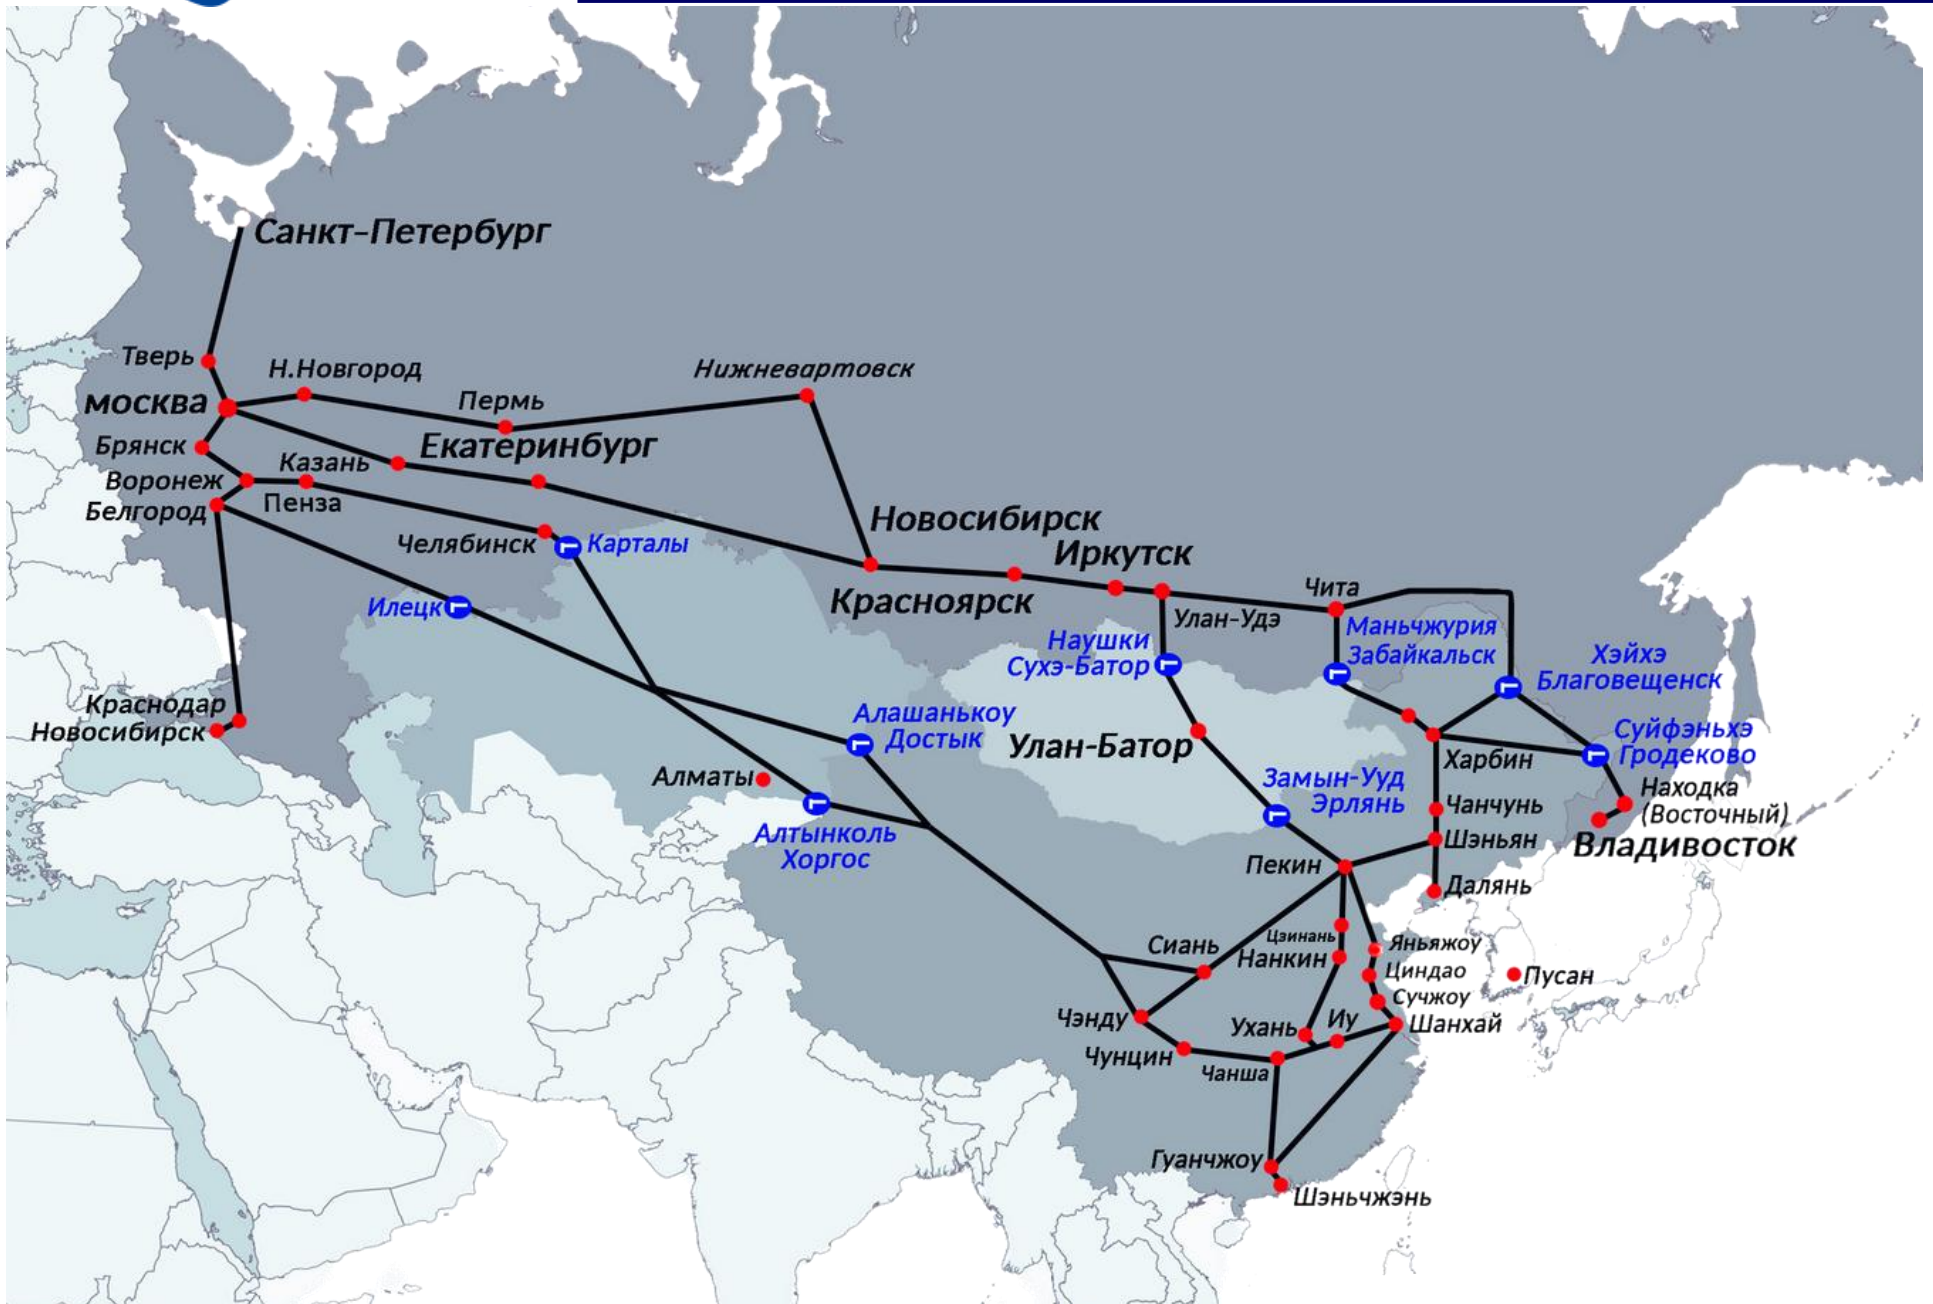 Санкт-Петербург
Тверь
Н.Новгород
Нижневартовск
москва
Пермь
Брянск
Екатеринбург
Казань
Воронеж
Пенза
Белгород
Новосибирск
Челябинск
Карталы
Иркутск
Чита
Красноярск
Илецк
Улан-Удэ
Маньчжурия
Забайкальск
Наушки
Сухэ-Батор
Хэйхэ
Благовещенск
Краснодар
Новосибирск
Алашанькоу
Достык
Суйфэньхэ
Гродеково
Улан-Батор
Харбин
Алматы
Замын-Ууд
Эрлянь
Находка
(Восточный)
Чанчунь
Алтынколь
Хоргос
Шэньян
Владивосток
Пекин
Далянь
Сиань
Цзинань
Яньяжоу
Нанкин
Циндао
Пусан
Сучжоу
Чэнду
Ухань
Иу
Шанхай
Чунцин
Чанша
Гуанчжоу
Шэньчжэнь